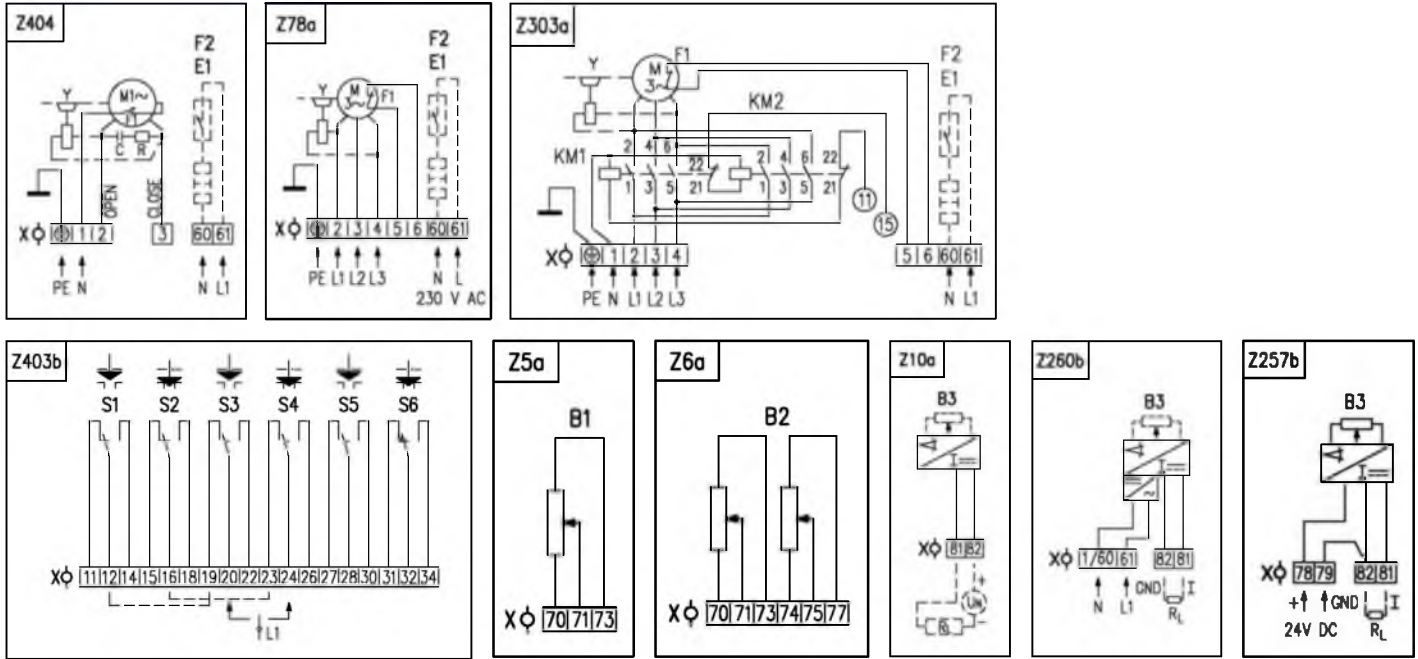 Z404
F2
E1
Y
M1~
F1
C R
OPEN
CLOSE
X 1 2 3 60 61
PE N N L1
Z78a
F2
E1
Y
M
3~
F1
X 2 3 4 5 6 60 61
PE L1 L2 L3 N L
230 V AC
Z303a
F1
F2
E1
Y
M
3~
KM2
KM1
2 4 6 22 2 4 6 22
1 3 5 21 1 3 5 21
11
15
X 1 2 3 4 5 6 60 61
PE N L1 L2 L3 N L1
Z403b
S1 S2 S3 S4 S5 S6
X 11 12 14 15 16 18 19 20 22 23 24 26 27 28 30 31 32 34
L1
Z5a
B1
X 70 71 73
Z6a
B2
X 70 71 73 74 75 77
Z10a
B3
I
X 81 82
+
UN
-
RL
Z260b
B3
I
~
X 1/60 61 82 81
N L1 GND I
RL
Z257b
B3
I
X 78 79 82 81
+ GND I
24V DC RL